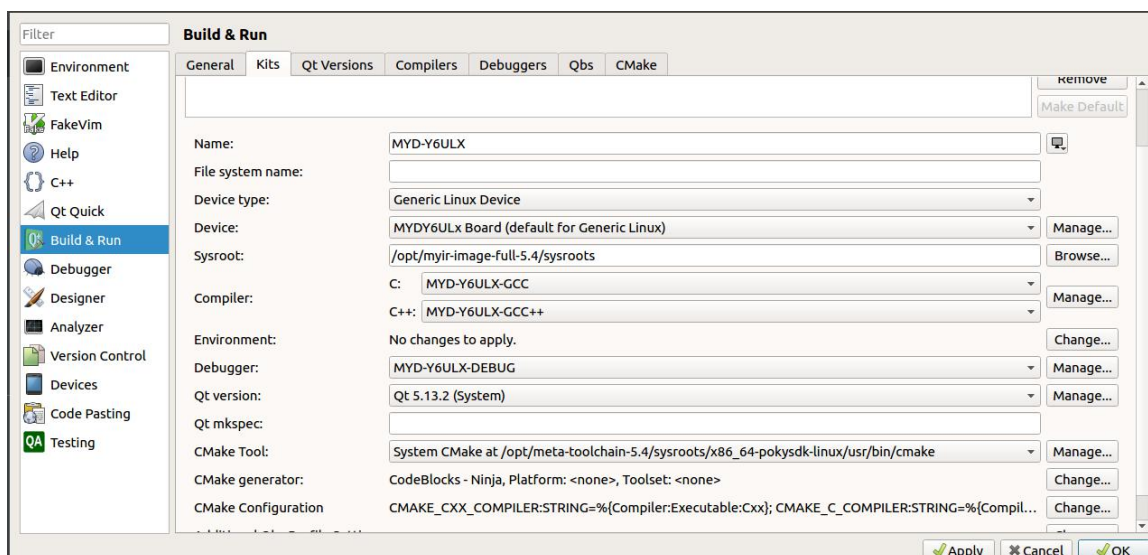 Filter
Build & Run
Environment
Text Editor
FakeVim
Help
C++
Qt Quick
Build & Run
Debugger
Designer
Analyzer
Version Control
Devices
Code Pasting
Testing
General Kits Qt Versions Compilers Debuggers Qbs CMake
Remove
Make Default
Name: MYD-Y6ULX
File system name:
Device type: Generic Linux Device
Device: MYDY6ULx Board (default for Generic Linux) Manage...
Sysroot: /opt/myir-image-full-5.4/sysroots Browse...
Compiler: C: MYD-Y6ULX-GCC Manage...
C++: MYD-Y6ULX-GCC++
Environment: No changes to apply. Change...
Debugger: MYD-Y6ULX-DEBUG Manage...
Qt version: Qt 5.13.2 (System) Manage...
Qt mkspec:
CMake Tool: System CMake at /opt/meta-toolchain-5.4/sysroots/x86_64-pokysdk-linux/usr/bin/cmake Manage...
CMake generator: CodeBlocks - Ninja, Platform: <none>, Toolset: <none> Change...
CMake Configuration CMAKE_CXX_COMPILER:STRING=%{Compiler:Executable:Cxx}; CMAKE_C_COMPILER:STRING=%{Compil... Change...
Apply Cancel OK